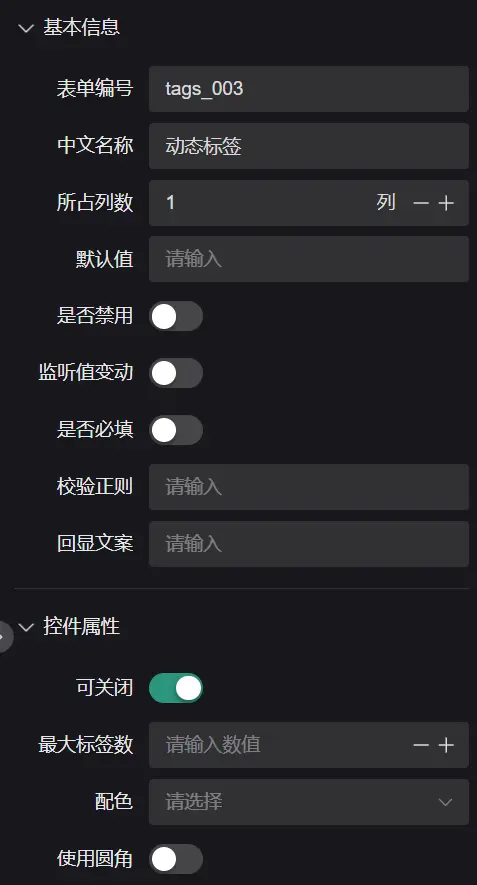 基本信息
表单编号 tags_003
中文名称 动态标签
所占列数 1 列
默认值 请输入
是否禁用
监听值变动
是否必填
校验正则 请输入
回显文案 请输入
控件属性
可关闭
最大标签数 请输入数值
配色 请选择
使用圆角